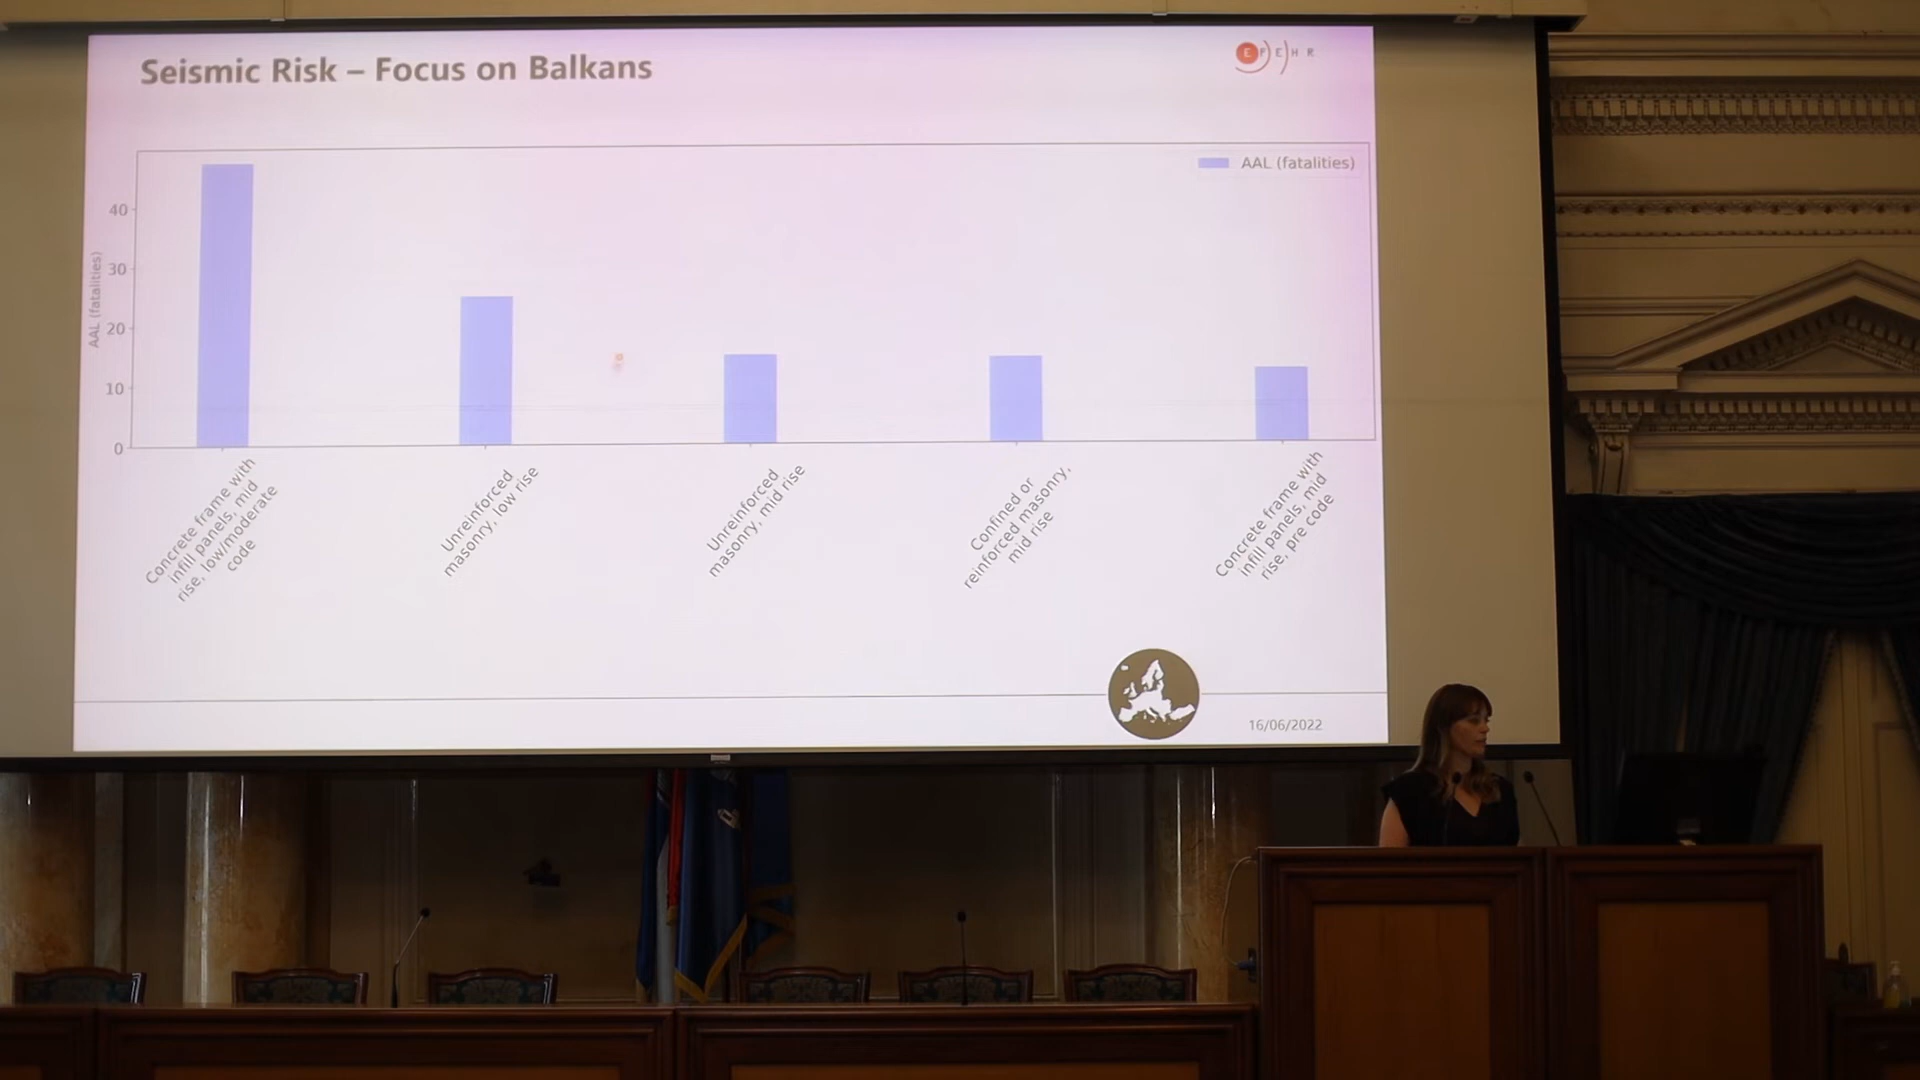 Seismic Risk – Focus on Balkans
E P E H R
AAL (fatalities)
AAL (fatalities)
40
30
20
10
0
Concrete frame with
infill panels, mid
rise, low/moderate
code
Unreinforced
masonry, low rise
Unreinforced
masonry, mid rise
Confined or
reinforced masonry,
mid rise
Concrete frame with
infill panels, mid
rise, pre code
16/06/2022